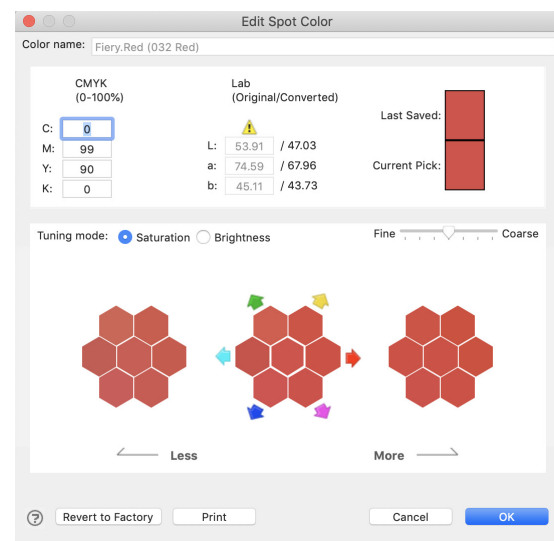 Edit Spot Color
Color name: Fiery.Red (032 Red)
CMYK
(0-100%)
Lab
(Original/Converted)
Last Saved:
Current Pick:
C: 0
M: 99
Y: 90
K: 0
L: 53.91 / 47.03
a: 74.59 / 67.96
b: 45.11 / 43.73
Tuning mode: Saturation Brightness
Fine Coarse
Less
More
? Revert to Factory Print Cancel OK